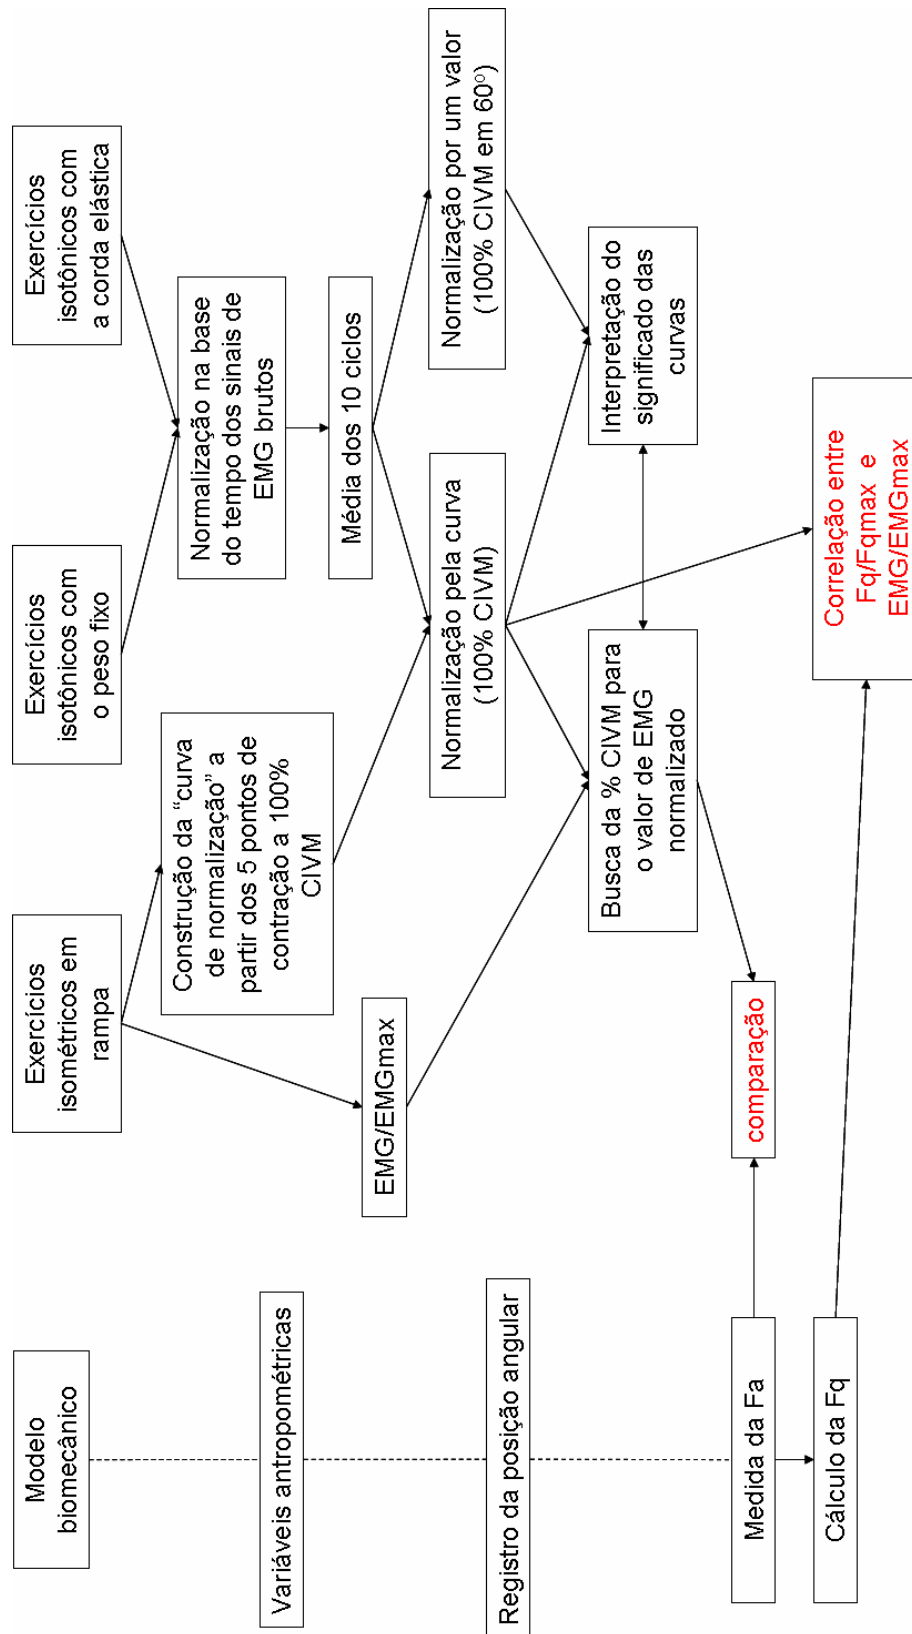 Modelo
biomecânico
Variáveis antropométricas
Registro da posição angular
Medida da Fa
Cálculo da Fq
Exercícios
isométricos em
rampa
Construção da “curva
de normalização” a
partir dos 5 pontos de
contração a 100%
CIVM
EMG/EMGmax
comparação
Exercícios
isotônicos com
o peso fixo
Exercícios
isotônicos com
a corda elástica
Normalização na base
do tempo dos sinais de
EMG brutos
Média dos 10 ciclos
Normalização pela curva
(100% CIVM)
Normalização por um valor
(100% CIVM em 60º)
Busca da % CIVM para
o valor de EMG
normalizado
Interpretação do
significado das
curvas
Correlação entre
Fq/Fqmax e
EMG/EMGmax